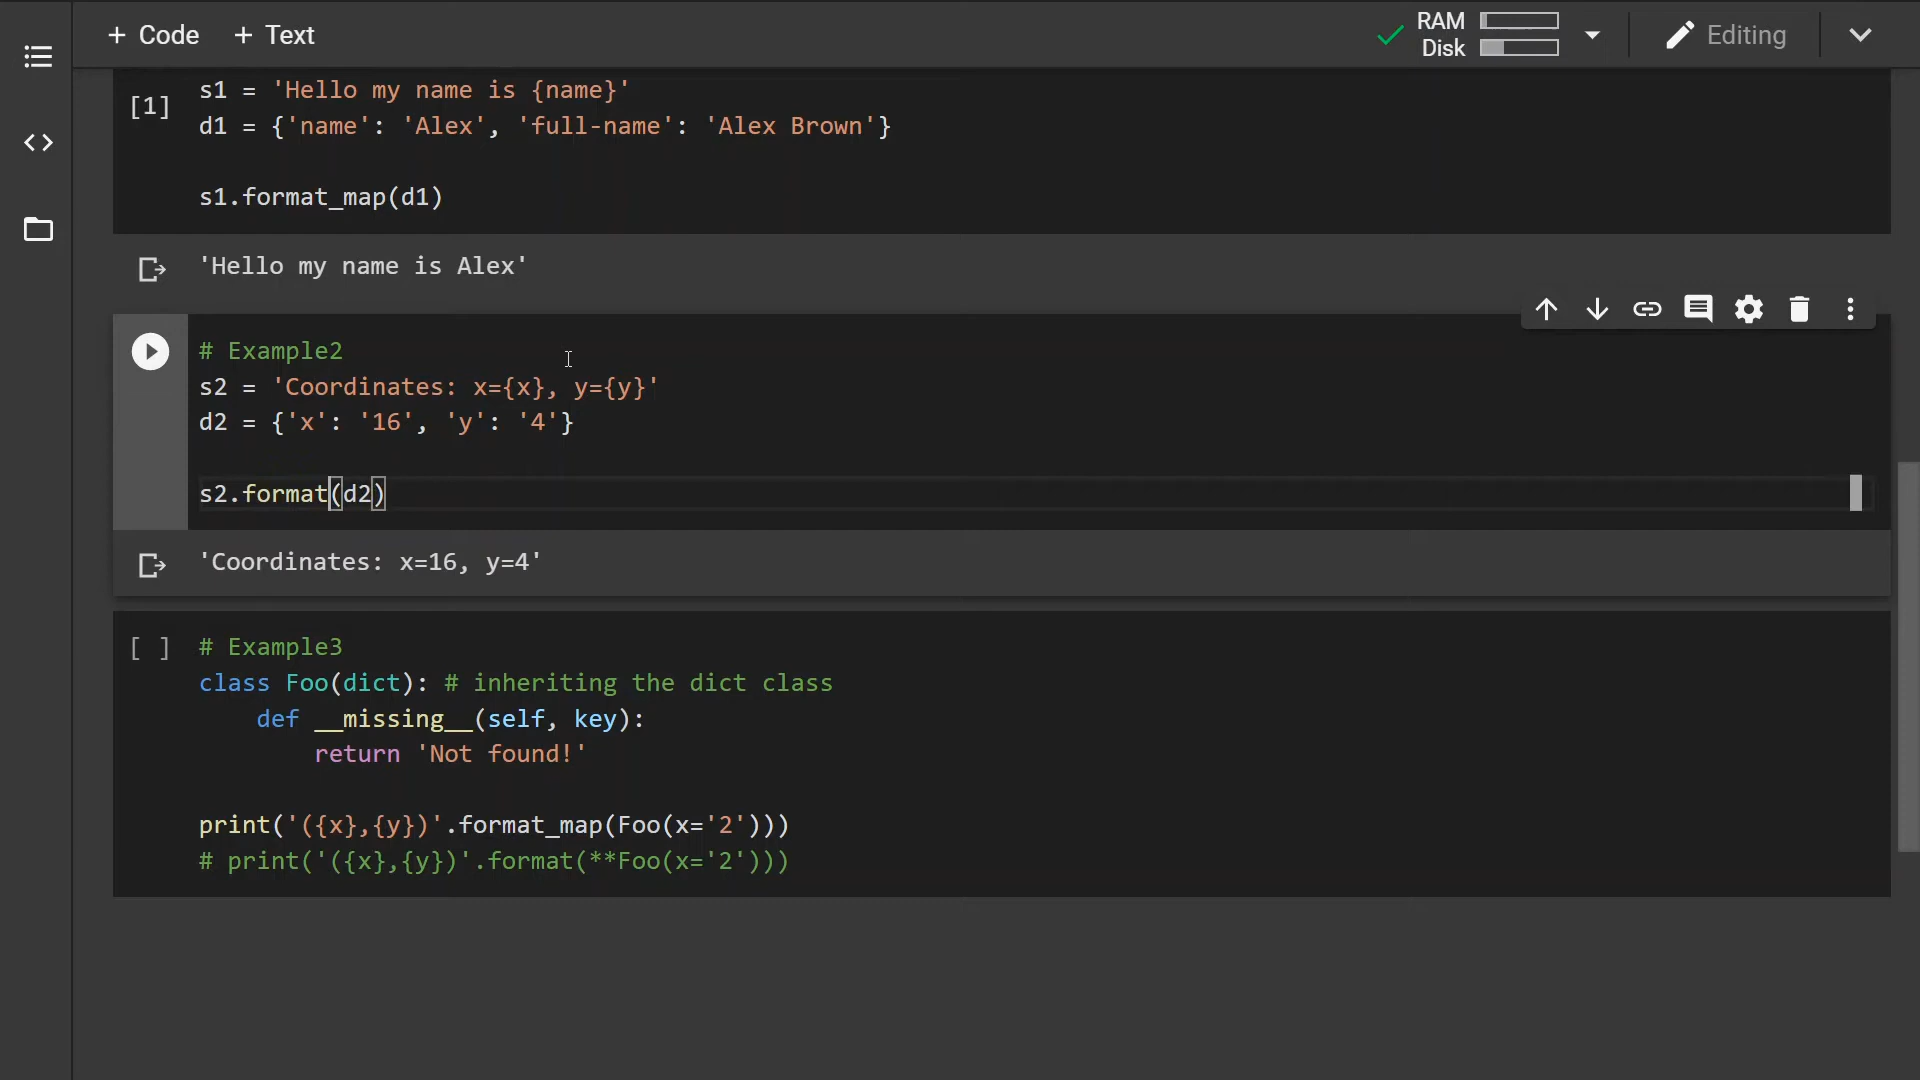 + Code + Text
RAM
Disk
Editing
[1]
s1 = 'Hello my name is {name}'
d1 = {'name': 'Alex', 'full-name': 'Alex Brown'}
s1.format_map(d1)
'Hello my name is Alex'
# Example2
s2 = 'Coordinates: x={x}, y={y}'
d2 = {'x': '16', 'y': '4'}
s2.format(d2)
'Coordinates: x=16, y=4'
[ ] # Example3
class Foo(dict): # inheriting the dict class
def __missing__(self, key):
return 'Not found!'
print('({x},{y})'.format_map(Foo(x='2')))
# print('({x},{y})'.format(**Foo(x='2')))